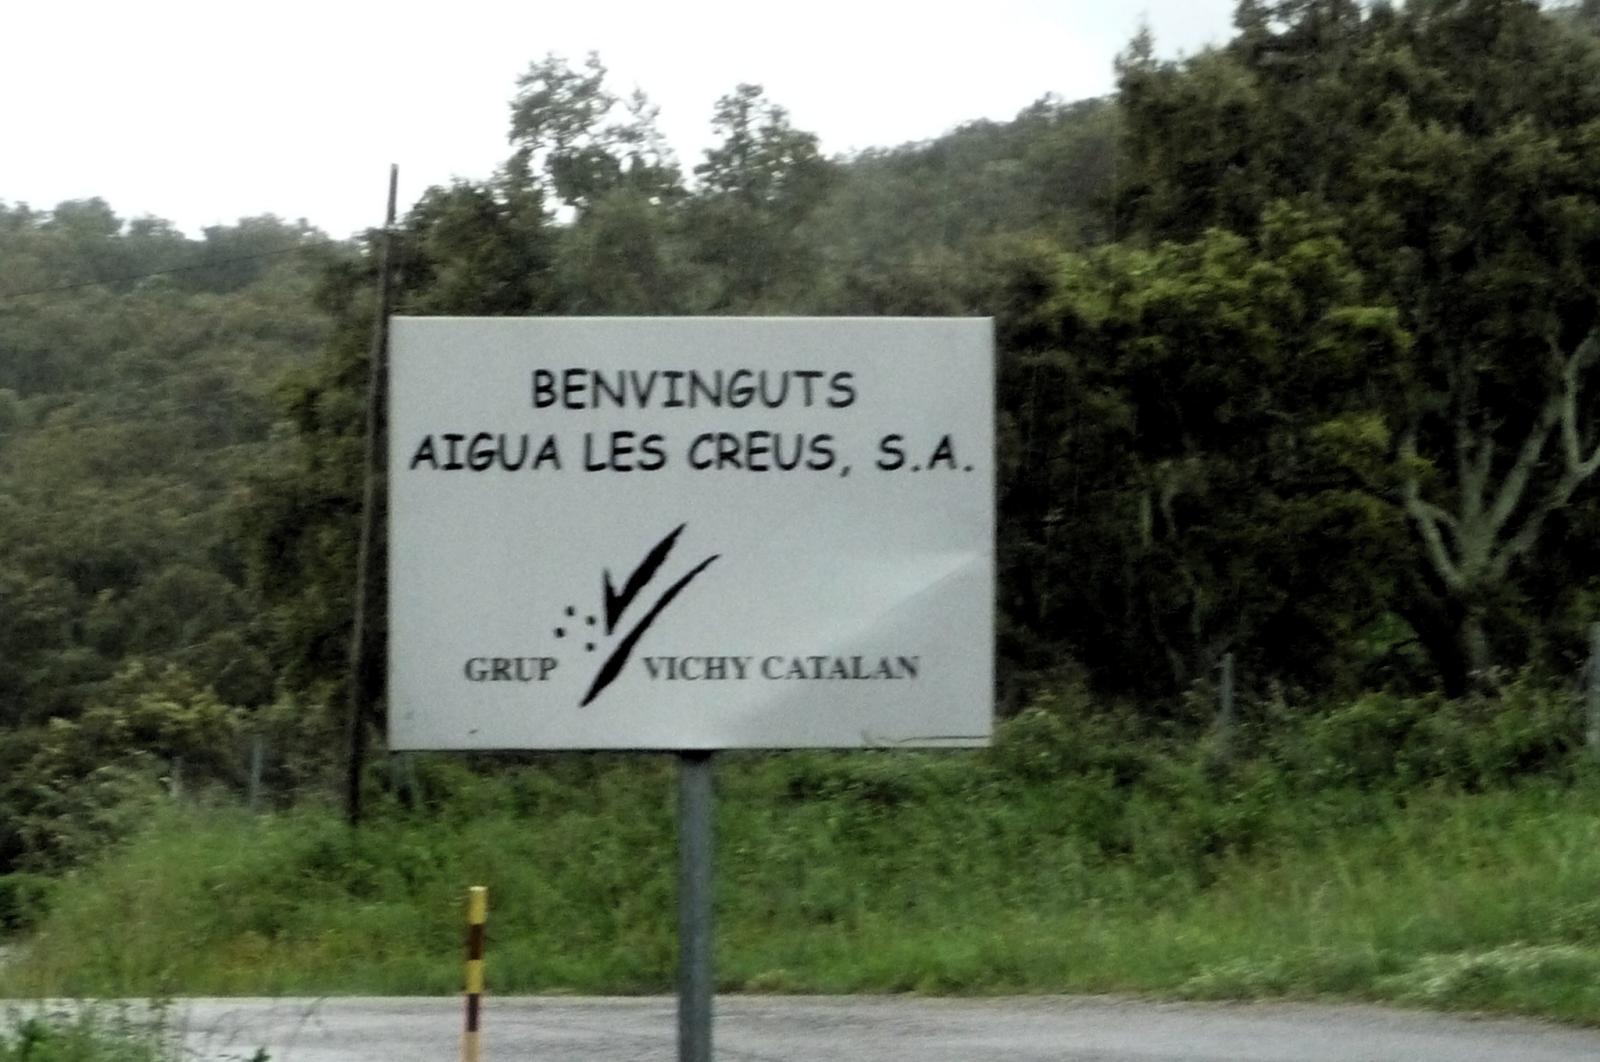 BENVINGUTS
AIGUA LES CREUS, S.A.
GRUP VICHY CATALAN